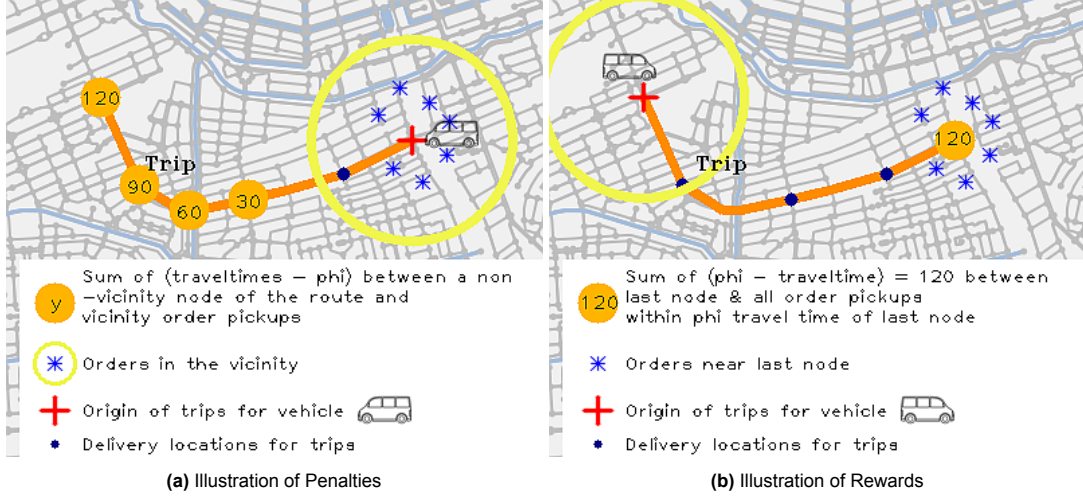 120
Trip
90
60
30
Sum of (traveltimes - phi) between a non
-vicinity node of the route and
vicinity order pickups
y
Orders in the vicinity
Origin of trips for vehicle
Delivery locations for trips
(a) Illustration of Penalties
Trip
120
Sum of (phi - traveltime) = 120 between
last node & all order pickups
within phi travel time of last node
120
Orders near last node
Origin of trips for vehicle
Delivery locations for trips
(b) Illustration of Rewards